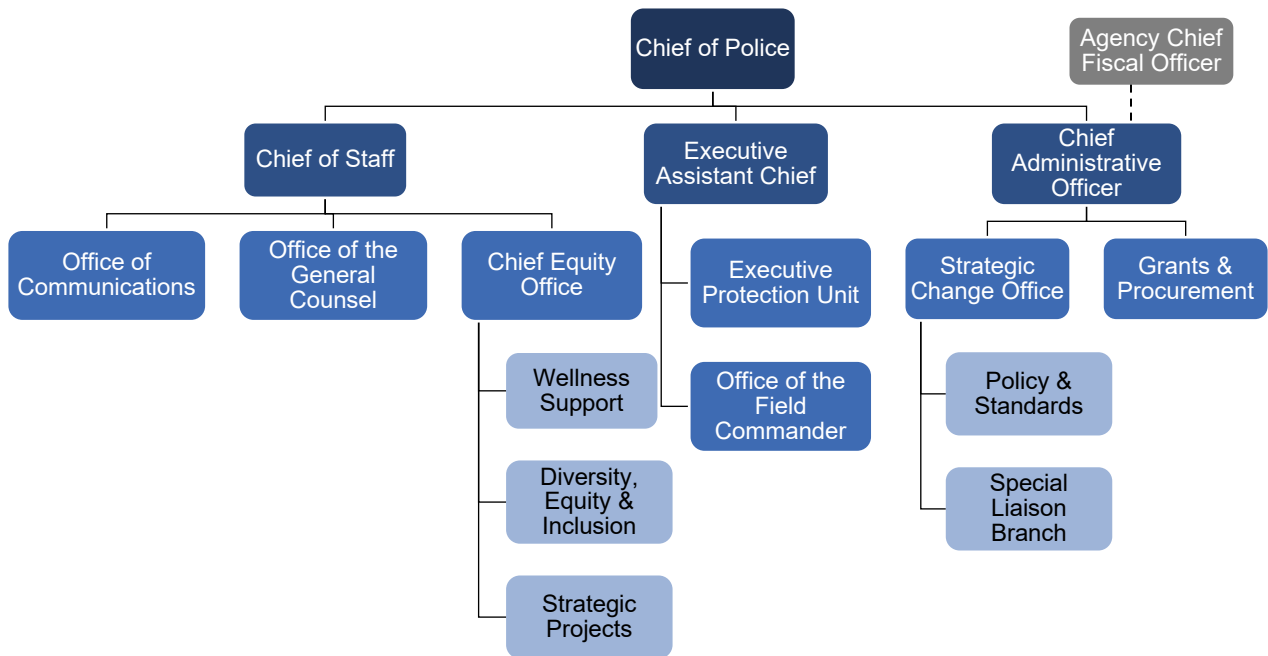 Chief of Police
Agency Chief
Fiscal Officer
Chief of Staff
Executive
Assistant Chief
Chief
Administrative
Officer
Office of
Communications
Office of the
General
Counsel
Chief Equity
Office
Executive
Protection Unit
Strategic
Change Office
Grants &
Procurement
Wellness
Support
Office of the
Field
Commander
Policy &
Standards
Diversity,
Equity &
Inclusion
Special
Liaison
Branch
Strategic
Projects